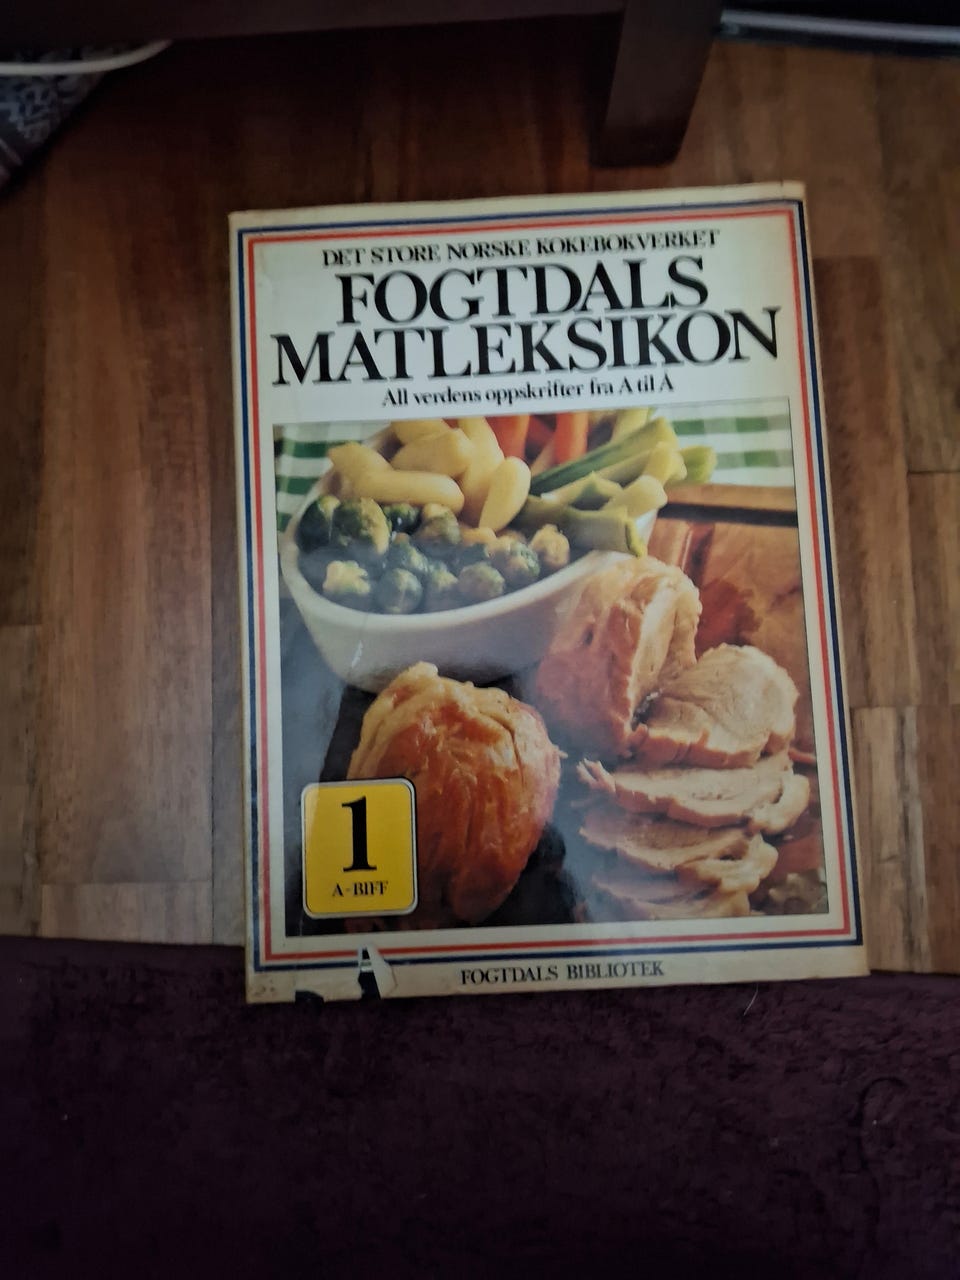 DET STORE NORSKE KOKEBOKVERKET
FOGTDALS
MATLEKSIKON
All verdens oppskrifter fra A til Å
1
A-BIFF
FOGTDALS BIBLIOTEK